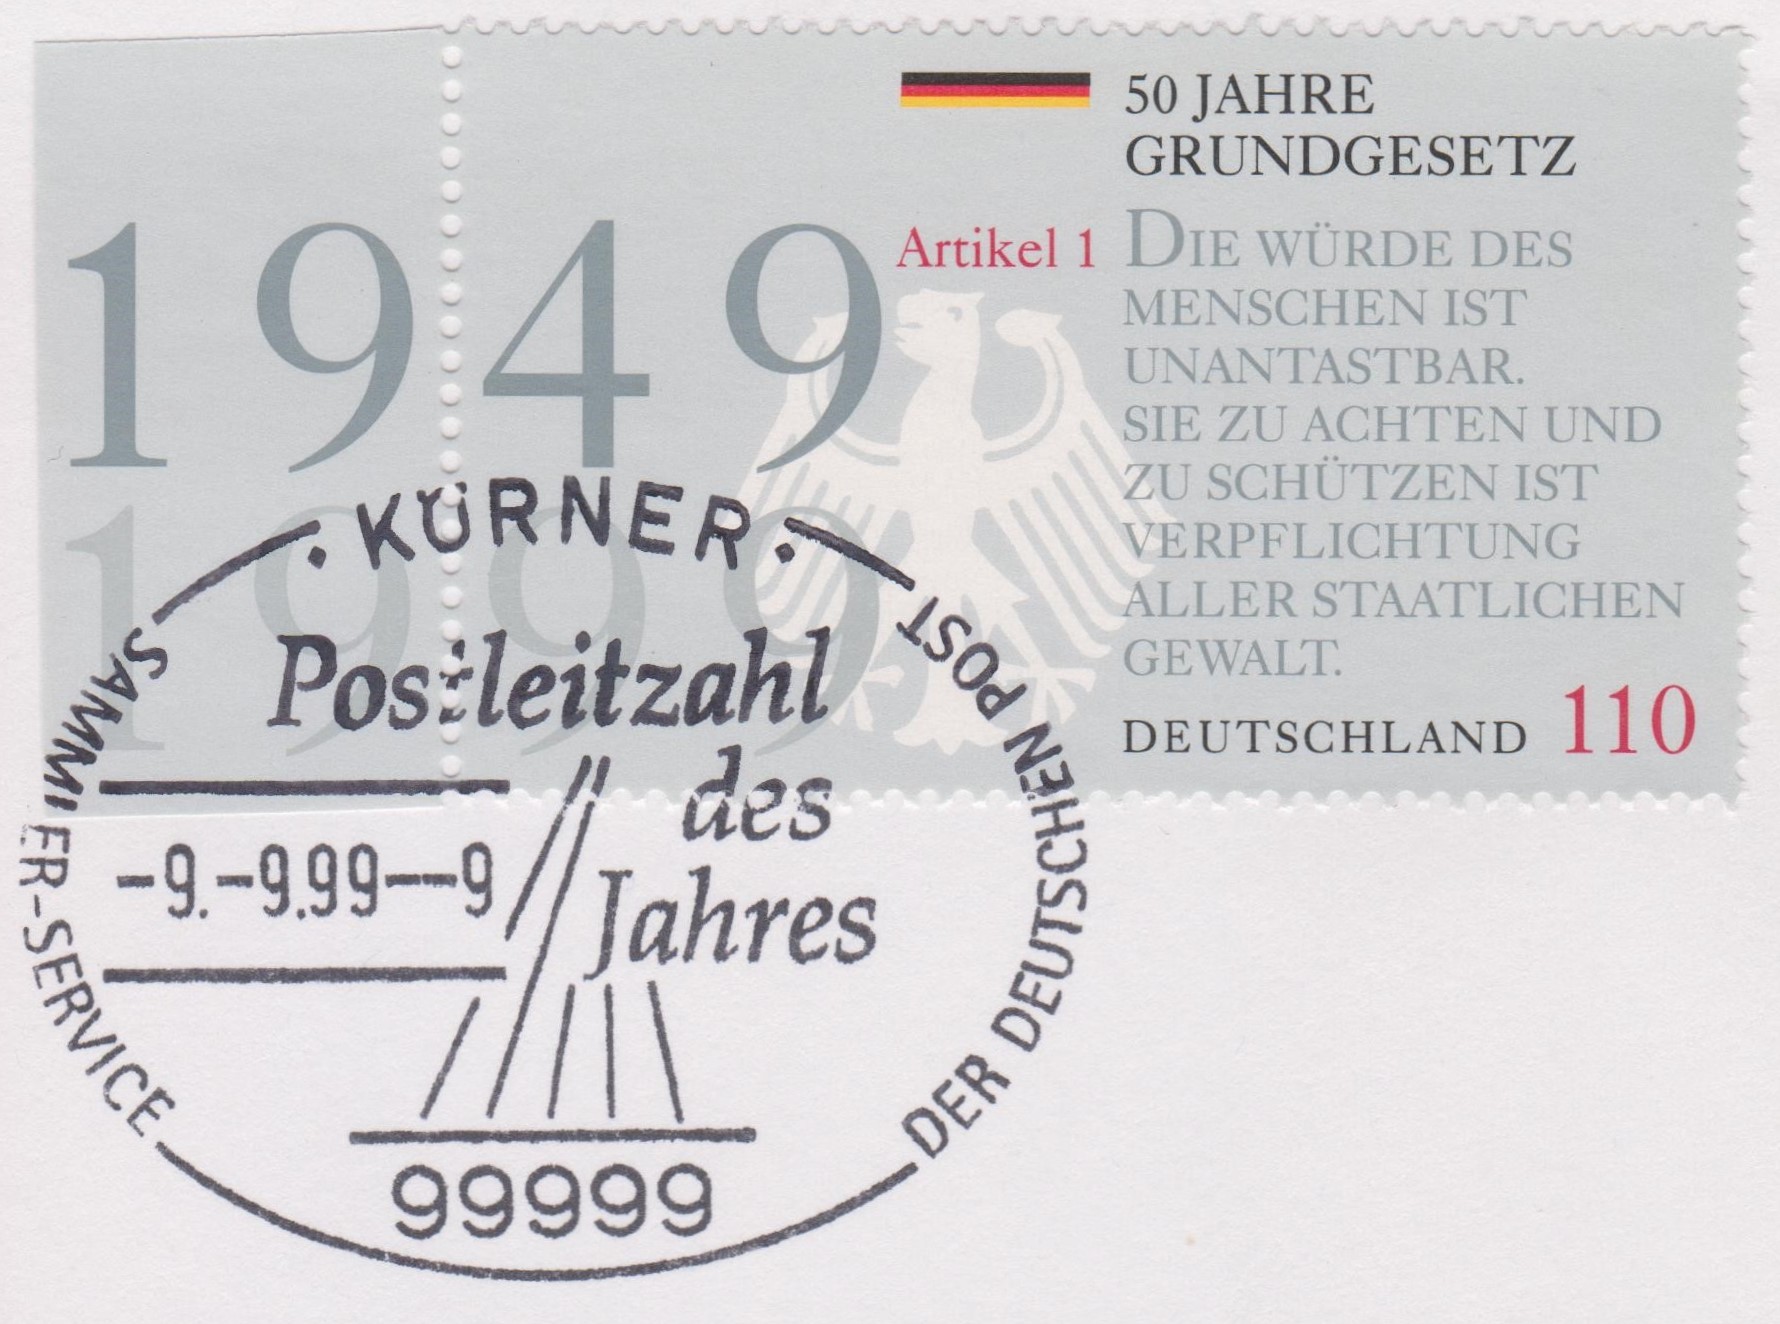 50 JAHRE
GRUNDGESETZ
1949
Artikel 1
DIE WÜRDE DES
MENSCHEN IST
UNANTASTBAR.
SIE ZU ACHTEN UND
ZU SCHÜTZEN IST
VERPFLICHTUNG
ALLER STAATLICHEN
GEWALT.
1999
DEUTSCHLAND 110
· KÖRNER ·
SAMMLER-SERVICE
DER DEUTSCHEN POST
Postleitzahl
des
Jahres
-9.-9.99--9
99999